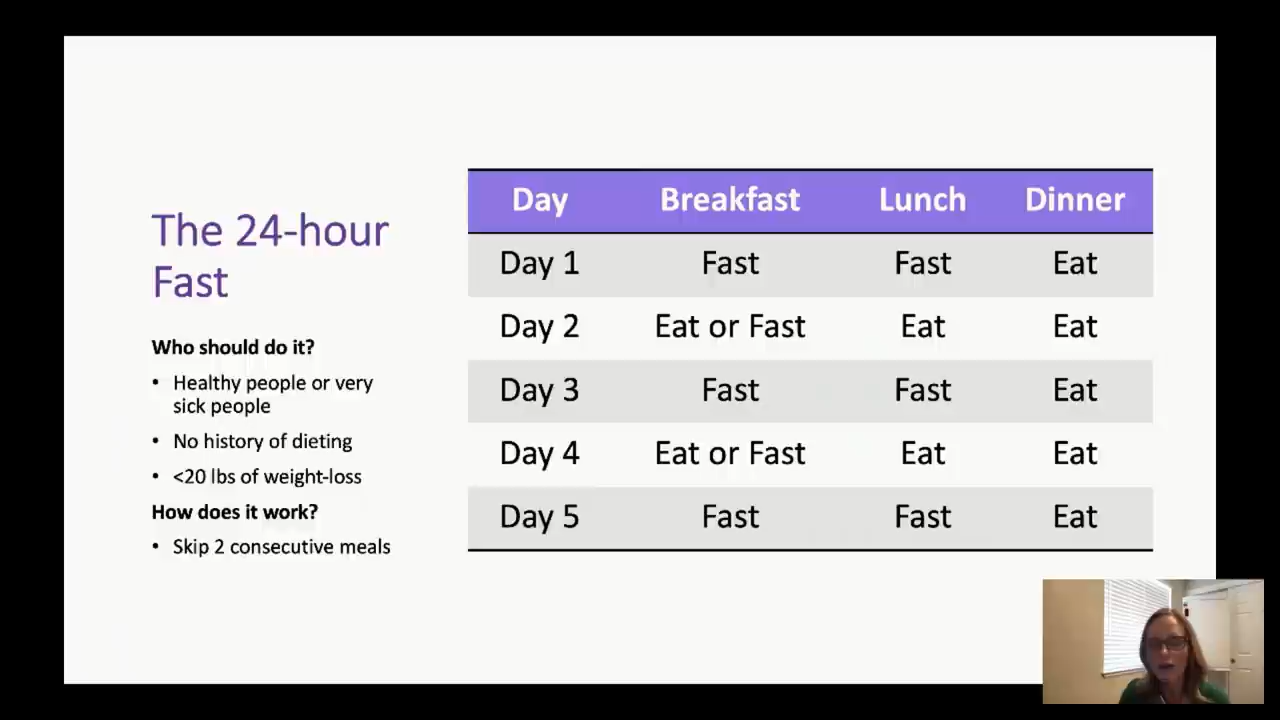 The 24-hour
Fast
Who should do it?
• Healthy people or very
sick people
• No history of dieting
• <20 lbs of weight-loss
How does it work?
• Skip 2 consecutive meals
Day Breakfast Lunch Dinner
Day 1 Fast Fast Eat
Day 2 Eat or Fast Eat Eat
Day 3 Fast Fast Eat
Day 4 Eat or Fast Eat Eat
Day 5 Fast Fast Eat